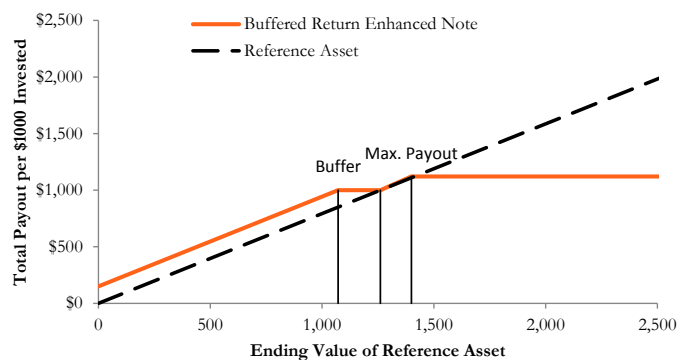 $2,500
Buffered Return Enhanced Note
Reference Asset
$2,000
$1,500
$1,000
$500
$0
Total Payout per $1000 Invested
Buffer
Max. Payout
0
500
1,000
1,500
2,000
2,500
Ending Value of Reference Asset